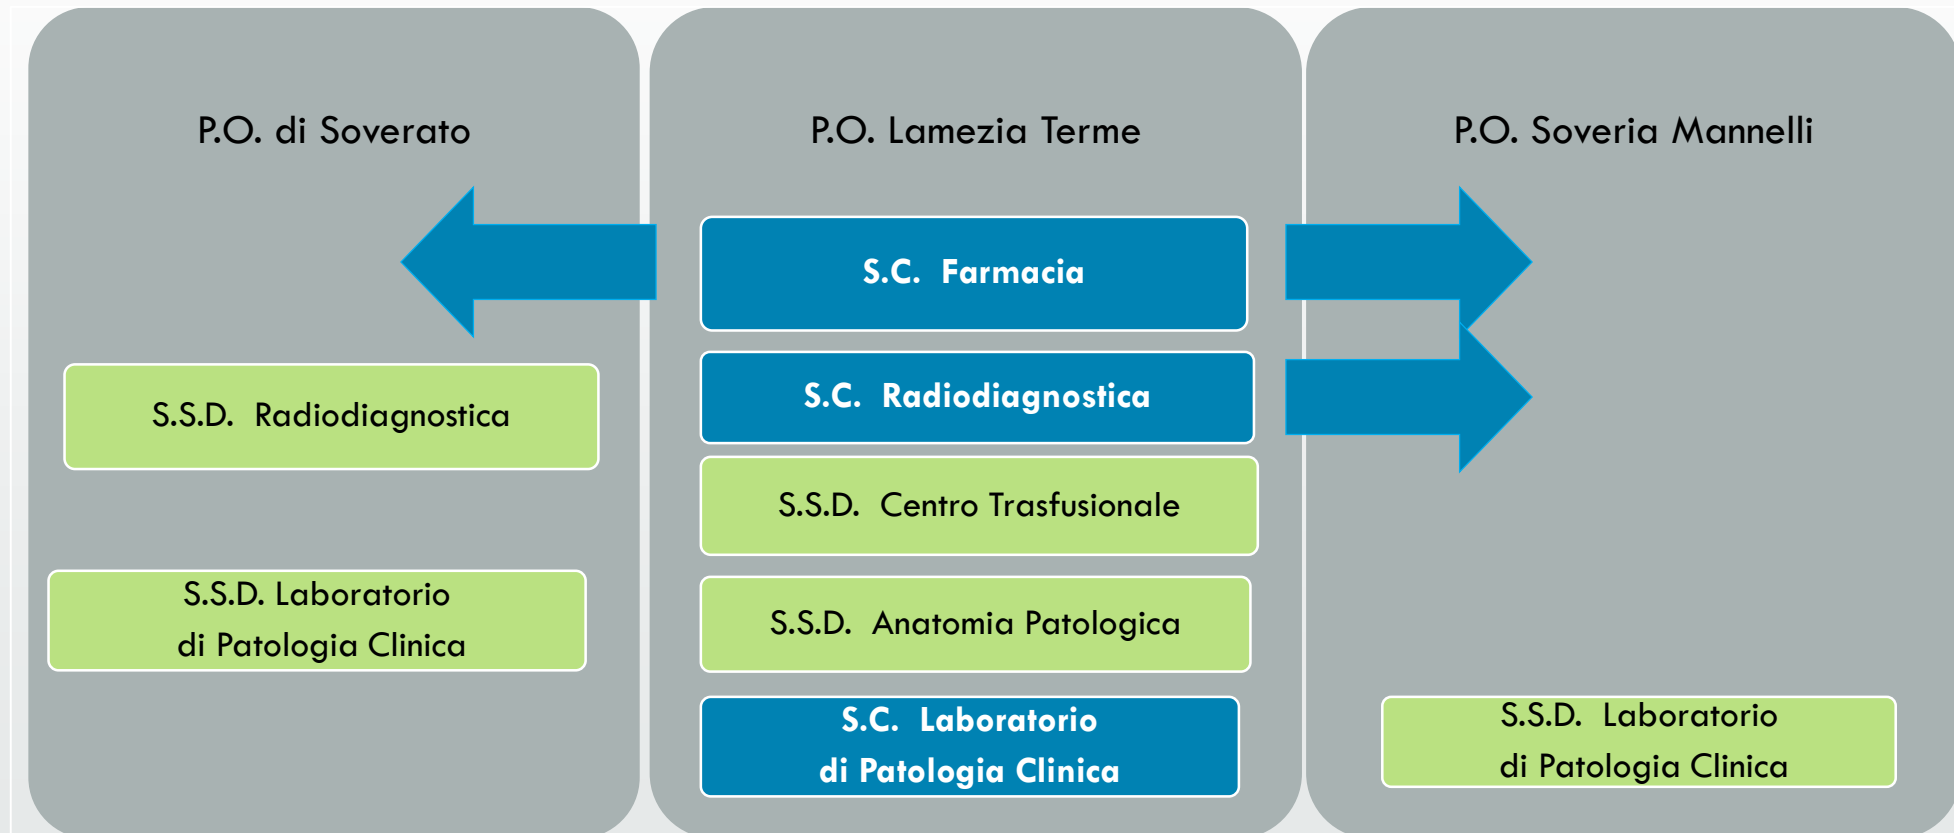 P.O. di Soverato
S.S.D. Radiodiagnostica
S.S.D. Laboratorio
di Patologia Clinica
P.O. Lamezia Terme
S.C. Farmacia
S.C. Radiodiagnostica
S.S.D. Centro Trasfusionale
S.S.D. Anatomia Patologica
S.C. Laboratorio
di Patologia Clinica
P.O. Soveria Mannelli
S.S.D. Laboratorio
di Patologia Clinica